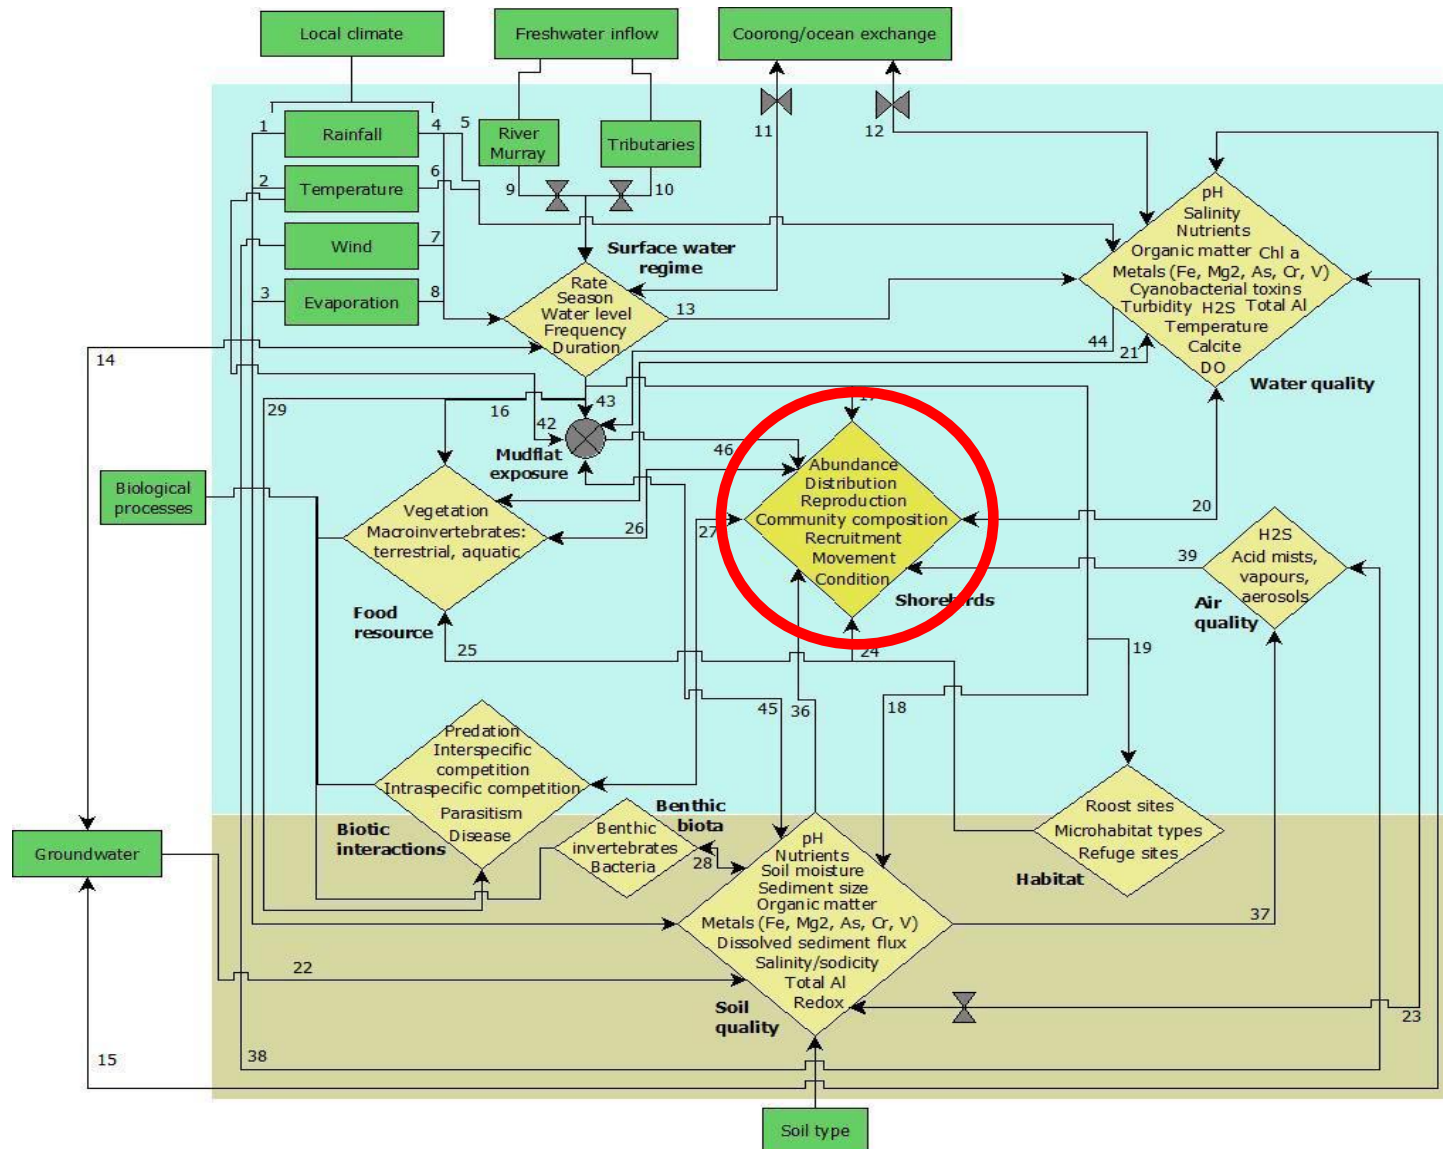 Local climate
Freshwater inflow
Coorong/ocean exchange
1
Rainfall
4
5
River
Murray
Tributaries
11
12
2
Temperature
6
9
10
Wind
7
3
Evaporation
8
Surface water
regime
Rate
Season
Water level
Frequency
Duration
13
pH
Salinity
Nutrients
Organic matter Chl a
Metals (Fe, Mg2, As, Cr, V)
Cyanobacterial toxins
Turbidity H2S Total Al
Temperature
Calcite
DO
Water quality
14
44
21
29
16
43
42
17
46
Mudflat
exposure
Biological
processes
Vegetation
Macroinvertebrates:
terrestrial, aquatic
Food
resource
26
27
Abundance
Distribution
Reproduction
Community composition
Recruitment
Movement
Condition
Shorebirds
20
39
H2S
Acid mists,
vapours,
aerosols
Air
quality
25
24
19
45
36
18
Predation
Interspecific
competition
Intraspecific competition
Parasitism
Disease
Biotic
interactions
Benthic
biota
Benthic
invertebrates
Bacteria
28
Roost sites
Microhabitat types
Refuge sites
Habitat
Groundwater
pH
Nutrients
Soil moisture
Sediment size
Organic matter
Metals (Fe, Mg2, As, Cr, V)
Dissolved sediment flux
Salinity/sodicity
Total Al
Redox
Soil
quality
37
22
23
15
38
Soil type